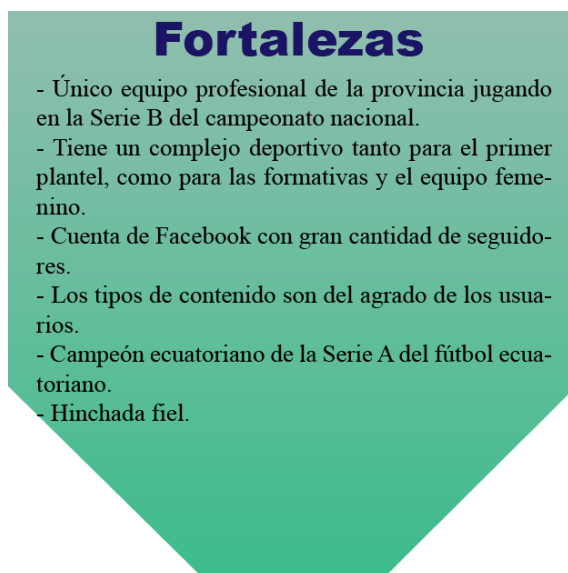 Fortalezas
- Único equipo profesional de la provincia jugando
en la Serie B del campeonato nacional.
- Tiene un complejo deportivo tanto para el primer
plantel, como para las formativas y el equipo feme-
nino.
- Cuenta de Facebook con gran cantidad de seguido-
res.
- Los tipos de contenido son del agrado de los usua-
rios.
- Campeón ecuatoriano de la Serie A del fútbol ecua-
toriano.
- Hinchada fiel.